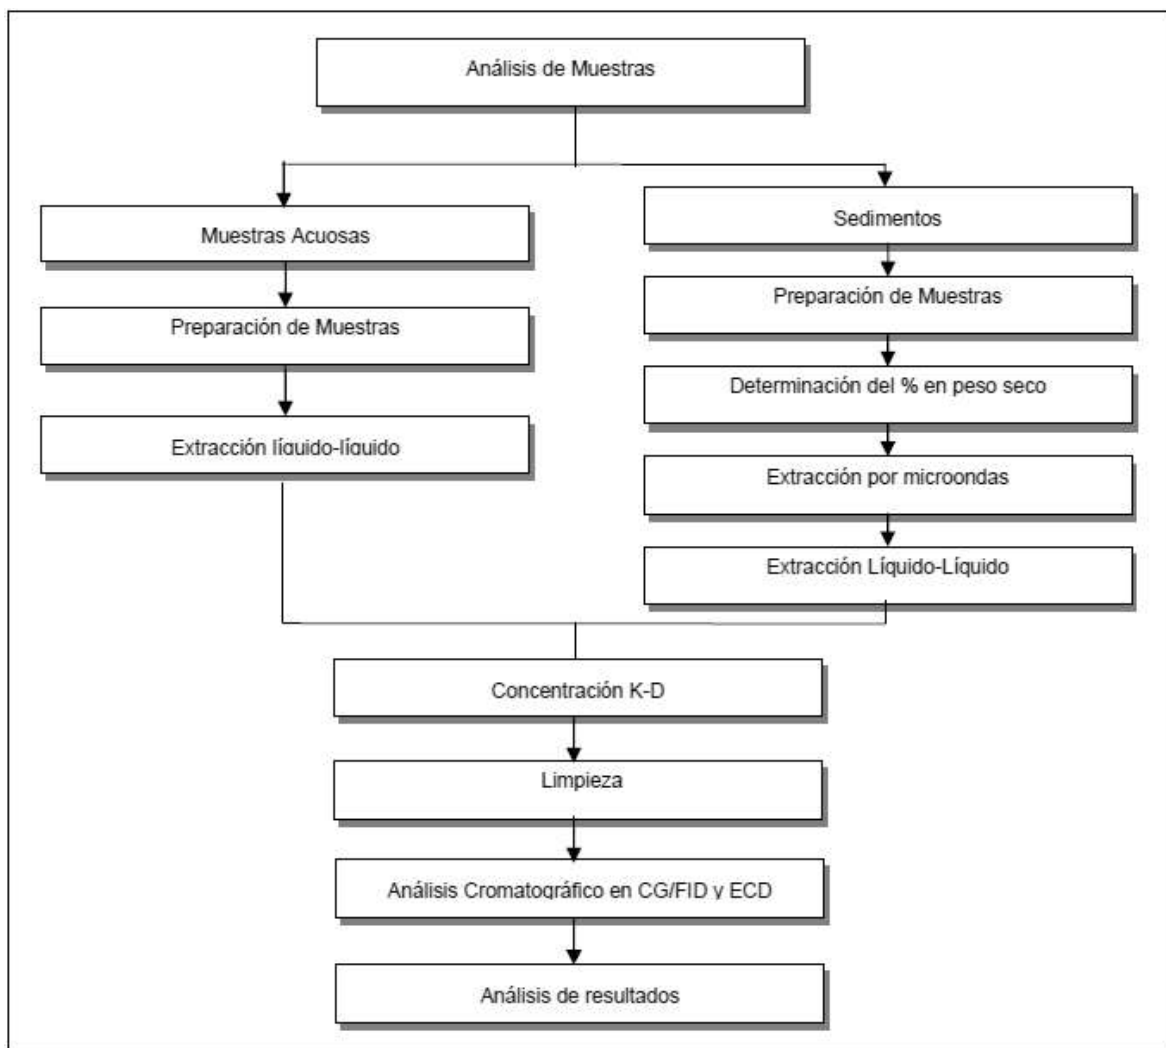 Análisis de Muestras
Muestras Acuosas
Preparación de Muestras
Extracción líquido-líquido
Sedimentos
Preparación de Muestras
Determinación del % en peso seco
Extracción por microondas
Extracción Líquido-Líquido
Concentración K-D
Limpieza
Análisis Cromatográfico en CG/FID y ECD
Análisis de resultados